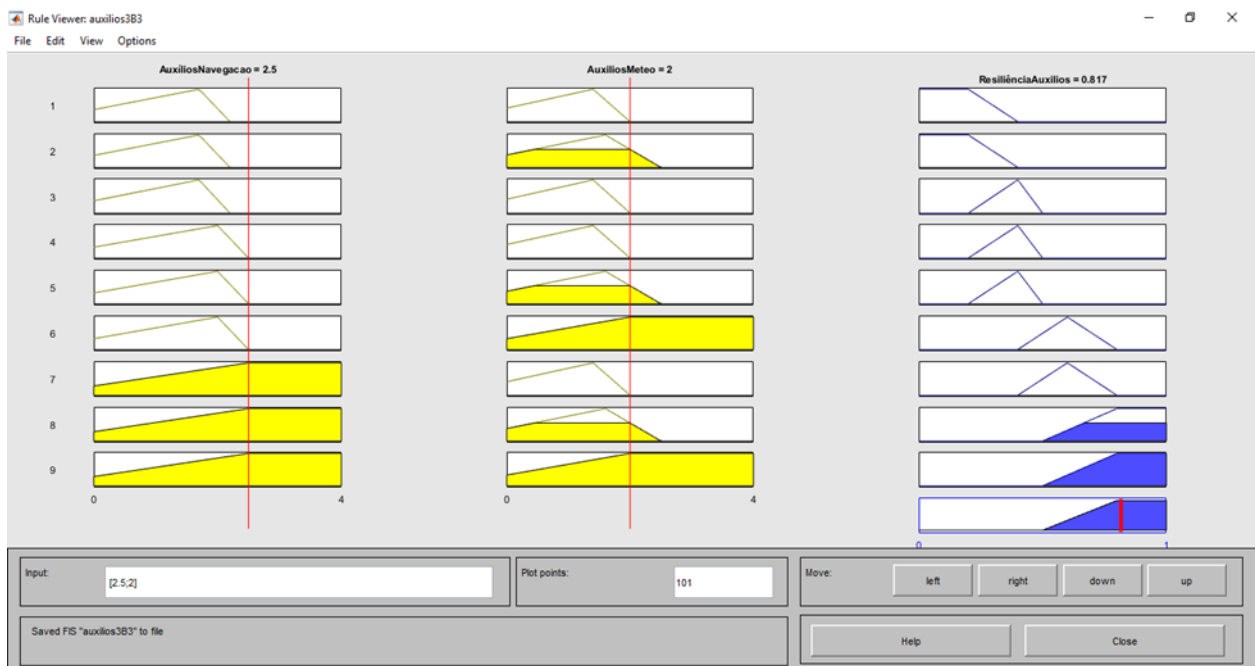 Rule Viewer: auxilios3B3
File Edit View Options
AuxíliosNavegacao = 2.5
AuxiliosMeteo = 2
ResiliênciaAuxilios = 0.817
1
2
3
4
5
6
7
8
9
0 4
0 4
0 1
Input:
[2.5;2]
Plot points:
101
Move:
left
right
down
up
Saved FIS "auxilios3B3" to file
Help
Close